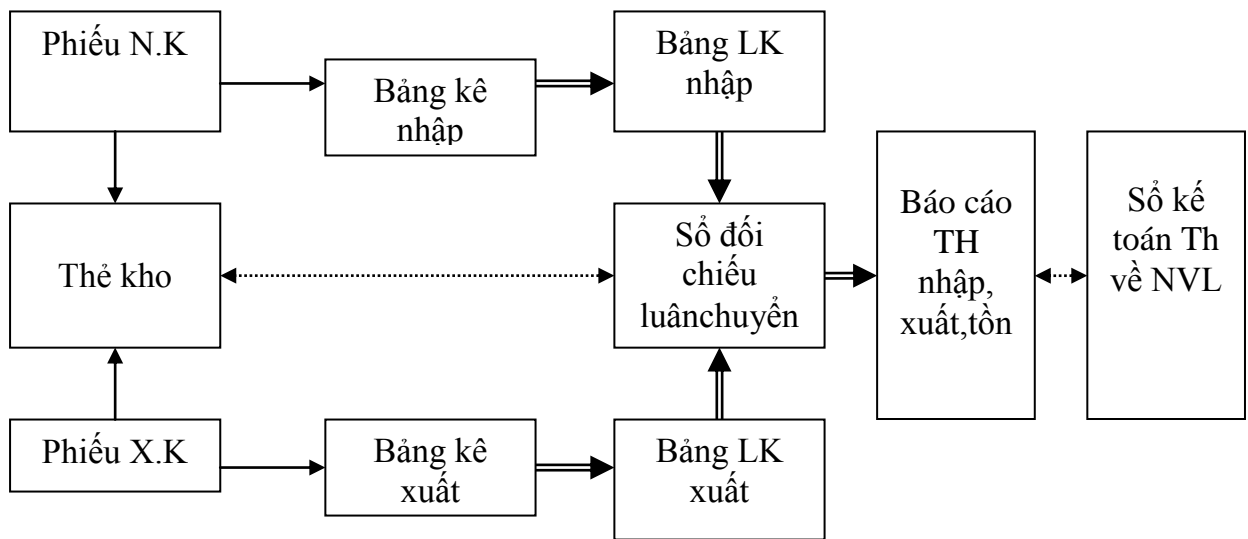 Phiếu N.K
Bảng kê
nhập
Bảng LK
nhập
Thẻ kho
Sổ đối
chiếu
luânchuyển
Báo cáo
TH
nhập,
xuất,tồn
Sổ kế
toán Th
về NVL
Phiếu X.K
Bảng kê
xuất
Bảng LK
xuất